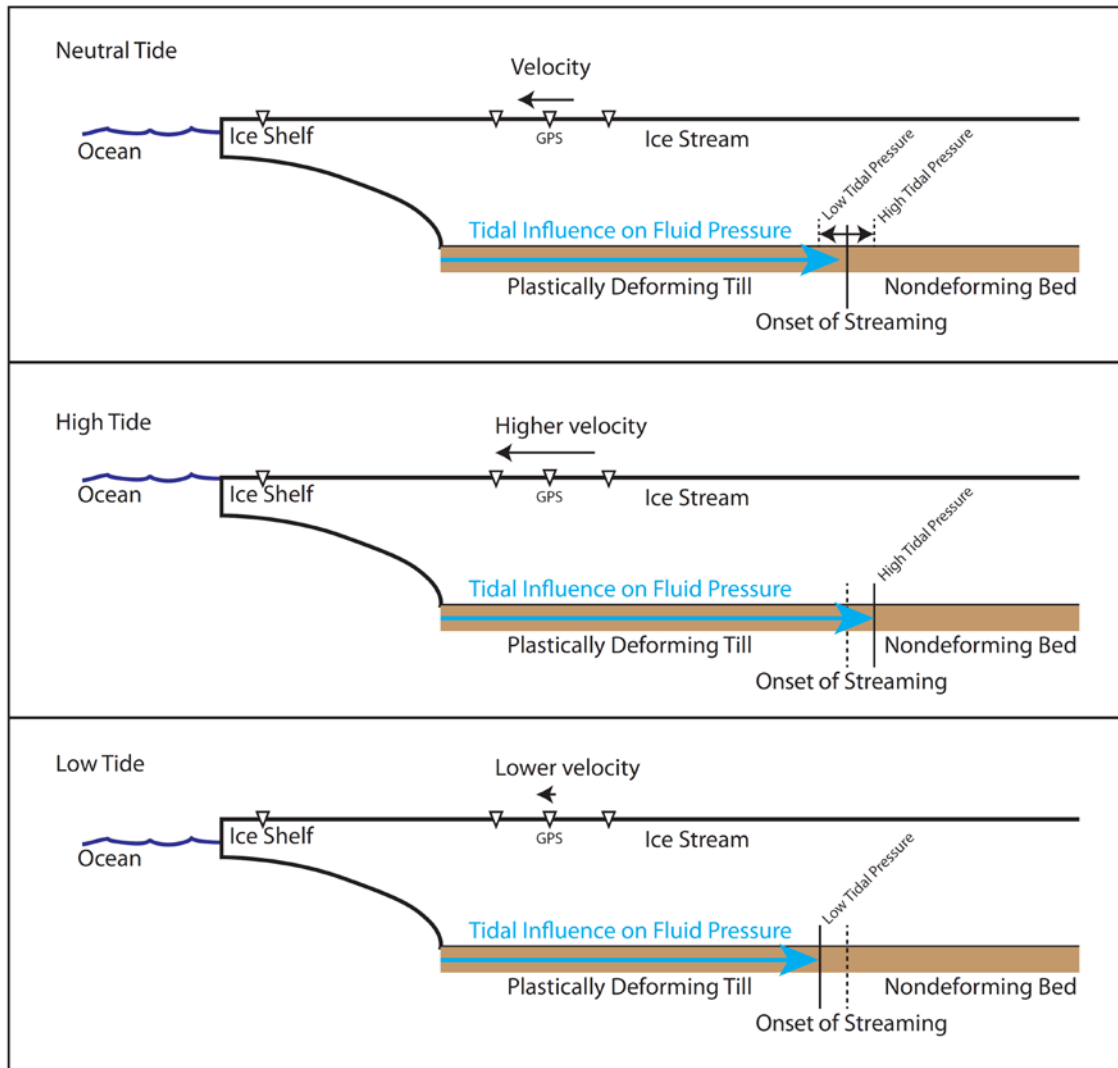 Neutral Tide
Velocity
Ocean
Ice Shelf
GPS
Ice Stream
Low Tidal Pressure
High Tidal Pressure
Tidal Influence on Fluid Pressure
Plastically Deforming Till
Nondeforming Bed
Onset of Streaming
High Tide
Higher velocity
Ocean
Ice Shelf
GPS
Ice Stream
High Tidal Pressure
Tidal Influence on Fluid Pressure
Plastically Deforming Till
Nondeforming Bed
Onset of Streaming
Low Tide
Lower velocity
Ocean
Ice Shelf
GPS
Ice Stream
Low Tidal Pressure
Tidal Influence on Fluid Pressure
Plastically Deforming Till
Nondeforming Bed
Onset of Streaming